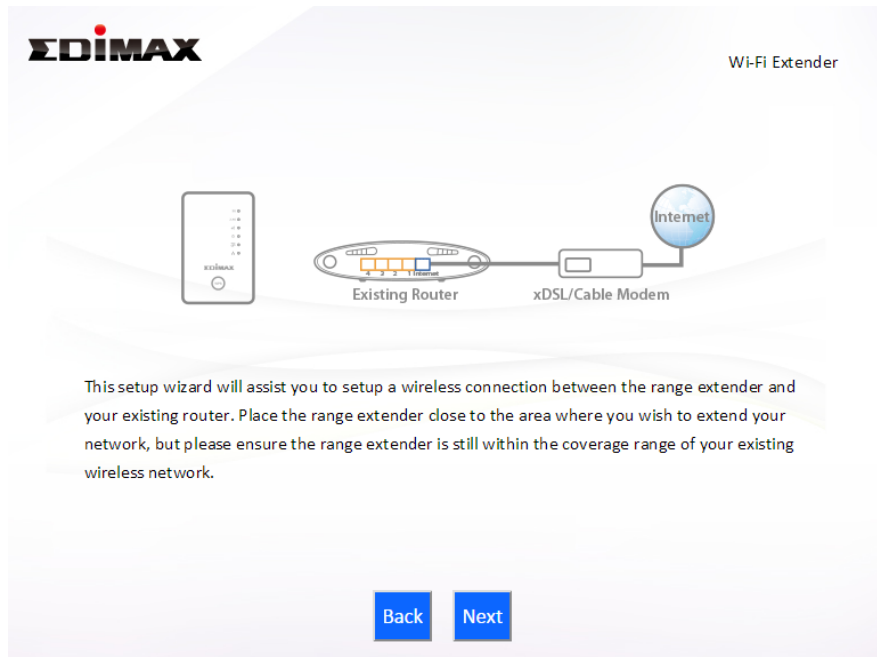 EDIMAX
Wi-Fi Extender
Internet
EDIMAX
4 3 2 1 Internet
Existing Router
xDSL/Cable Modem
This setup wizard will assist you to setup a wireless connection between the range extender and
your existing router. Place the range extender close to the area where you wish to extend your
network, but please ensure the range extender is still within the coverage range of your existing
wireless network.
Back
Next